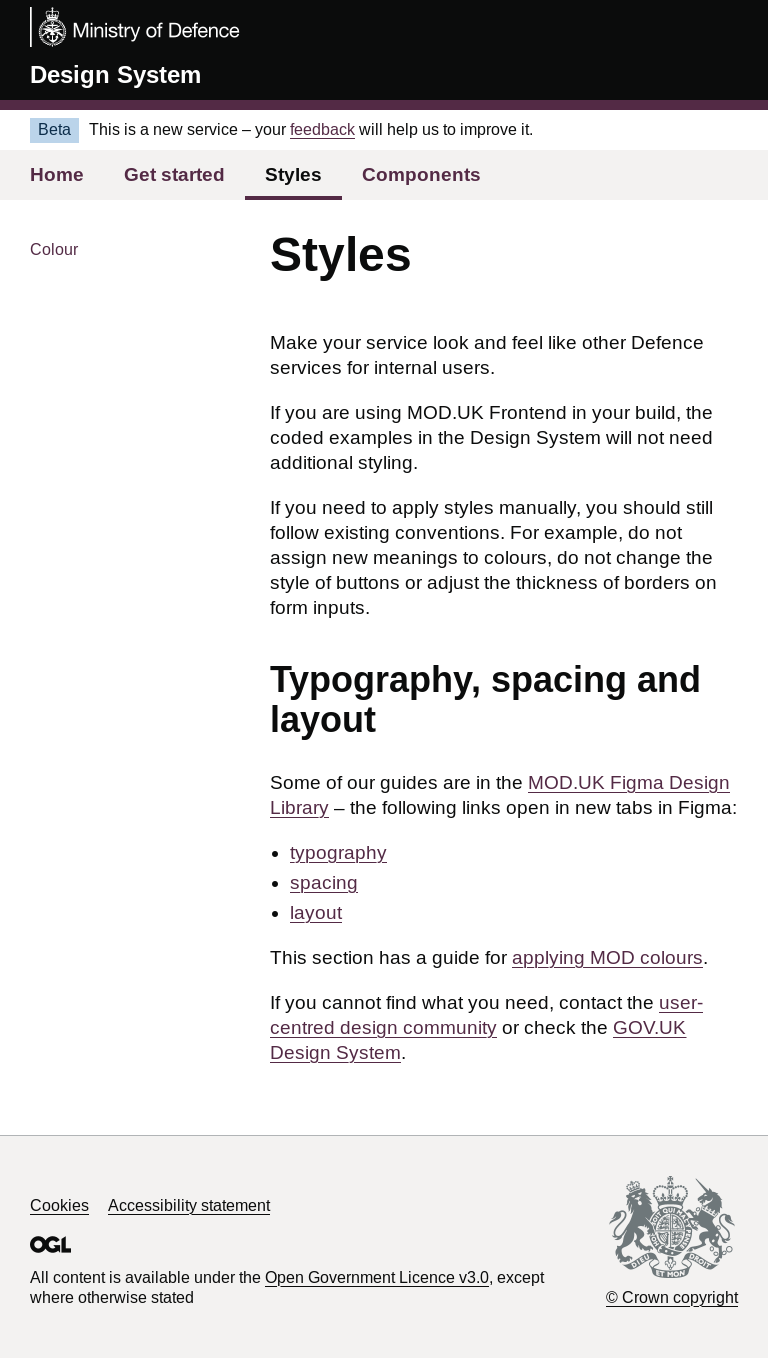 Ministry of Defence
Design System
Beta This is a new service – your feedback will help us to improve it.
Home Get started Styles Components
Colour
Styles
Make your service look and feel like other Defence
services for internal users.
If you are using MOD.UK Frontend in your build, the
coded examples in the Design System will not need
additional styling.
If you need to apply styles manually, you should still
follow existing conventions. For example, do not
assign new meanings to colours, do not change the
style of buttons or adjust the thickness of borders on
form inputs.
Typography, spacing and
layout
Some of our guides are in the MOD.UK Figma Design
Library – the following links open in new tabs in Figma:
• typography
• spacing
• layout
This section has a guide for applying MOD colours.
If you cannot find what you need, contact the user-
centred design community or check the GOV.UK
Design System.
Cookies Accessibility statement
OGL
All content is available under the Open Government Licence v3.0, except
where otherwise stated
DIEU ET MON DROIT
© Crown copyright